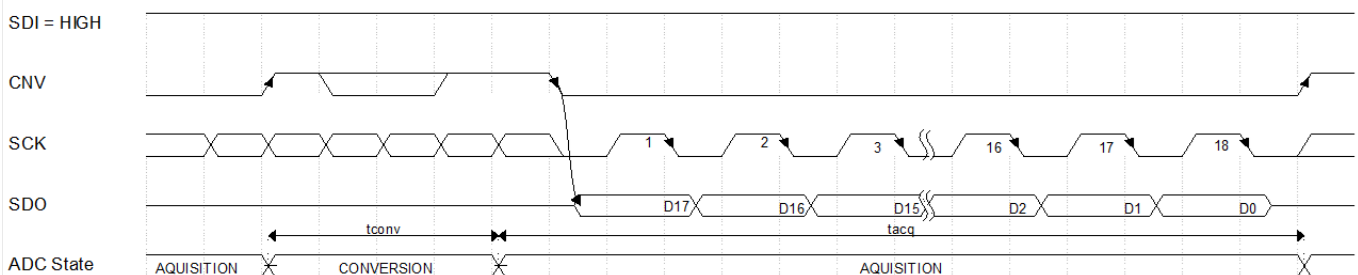 SDI = HIGH
CNV
SCK 1 2 3 16 17 18
SDO D17 D16 D15 D2 D1 D0
tconv tacq
ADC State AQUISITION CONVERSION AQUISITION